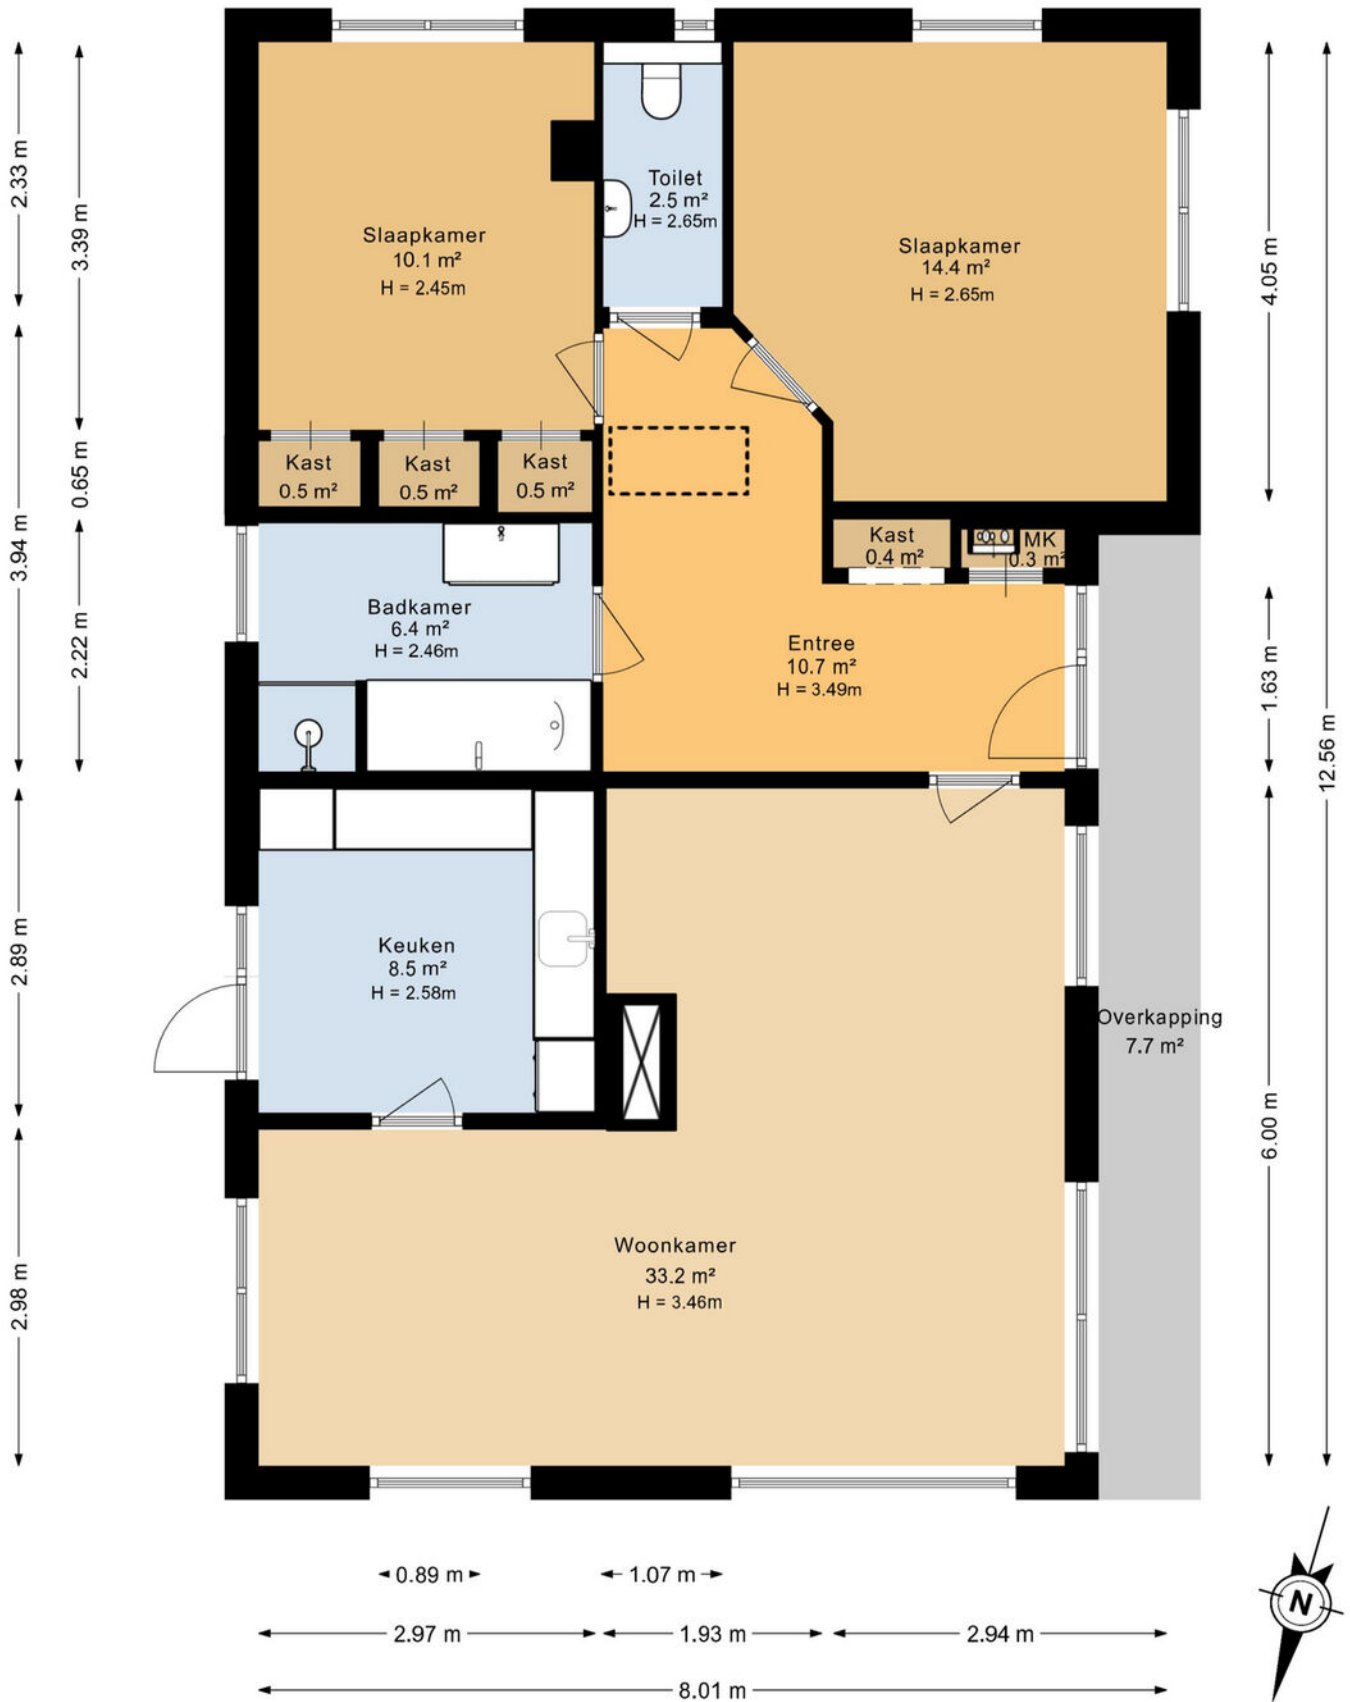 Slaapkamer
10.1 m²
H = 2.45m
Toilet
2.5 m²
H = 2.65m
Slaapkamer
14.4 m²
H = 2.65m
Kast
0.5 m²
Kast
0.5 m²
Kast
0.5 m²
Kast
0.4 m²
MK
0.3 m²
Badkamer
6.4 m²
H = 2.46m
Entree
10.7 m²
H = 3.49m
Keuken
8.5 m²
H = 2.58m
Overkapping
7.7 m²
Woonkamer
33.2 m²
H = 3.46m
2.33 m
3.94 m
2.89 m
2.98 m
3.39 m
0.65 m
2.22 m
4.05 m
1.63 m
6.00 m
12.56 m
0.89 m
1.07 m
2.97 m
1.93 m
2.94 m
8.01 m
N